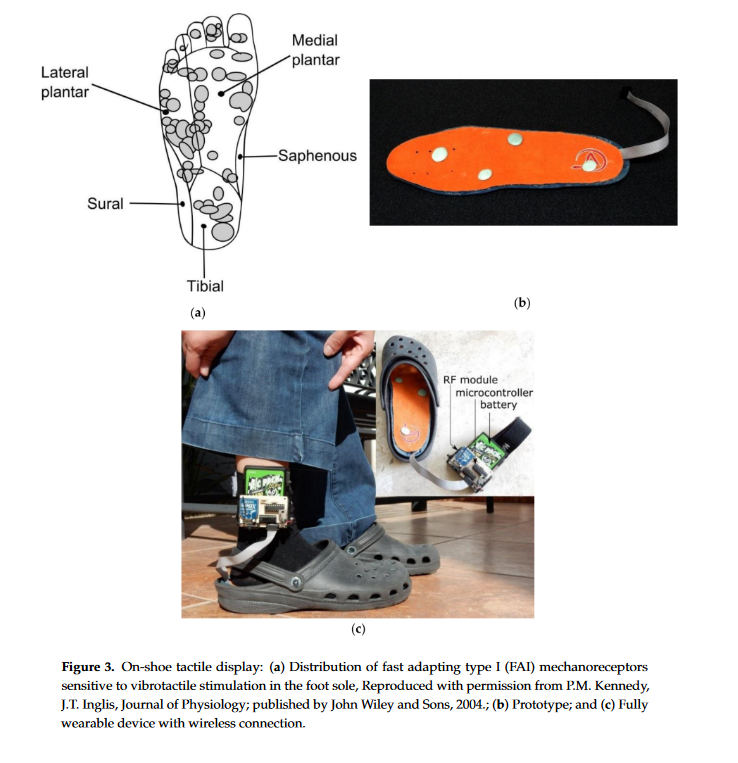 Medial
plantar
Lateral
plantar
Saphenous
Sural
Tibial
(a)
(b)
RF module
microcontroller
battery
(c)
Figure 3. On-shoe tactile display: (a) Distribution of fast adapting type I (FAI) mechanoreceptors
sensitive to vibrotactile stimulation in the foot sole, Reproduced with permission from P.M. Kennedy,
J.T. Inglis, Journal of Physiology; published by John Wiley and Sons, 2004.; (b) Prototype; and (c) Fully
wearable device with wireless connection.